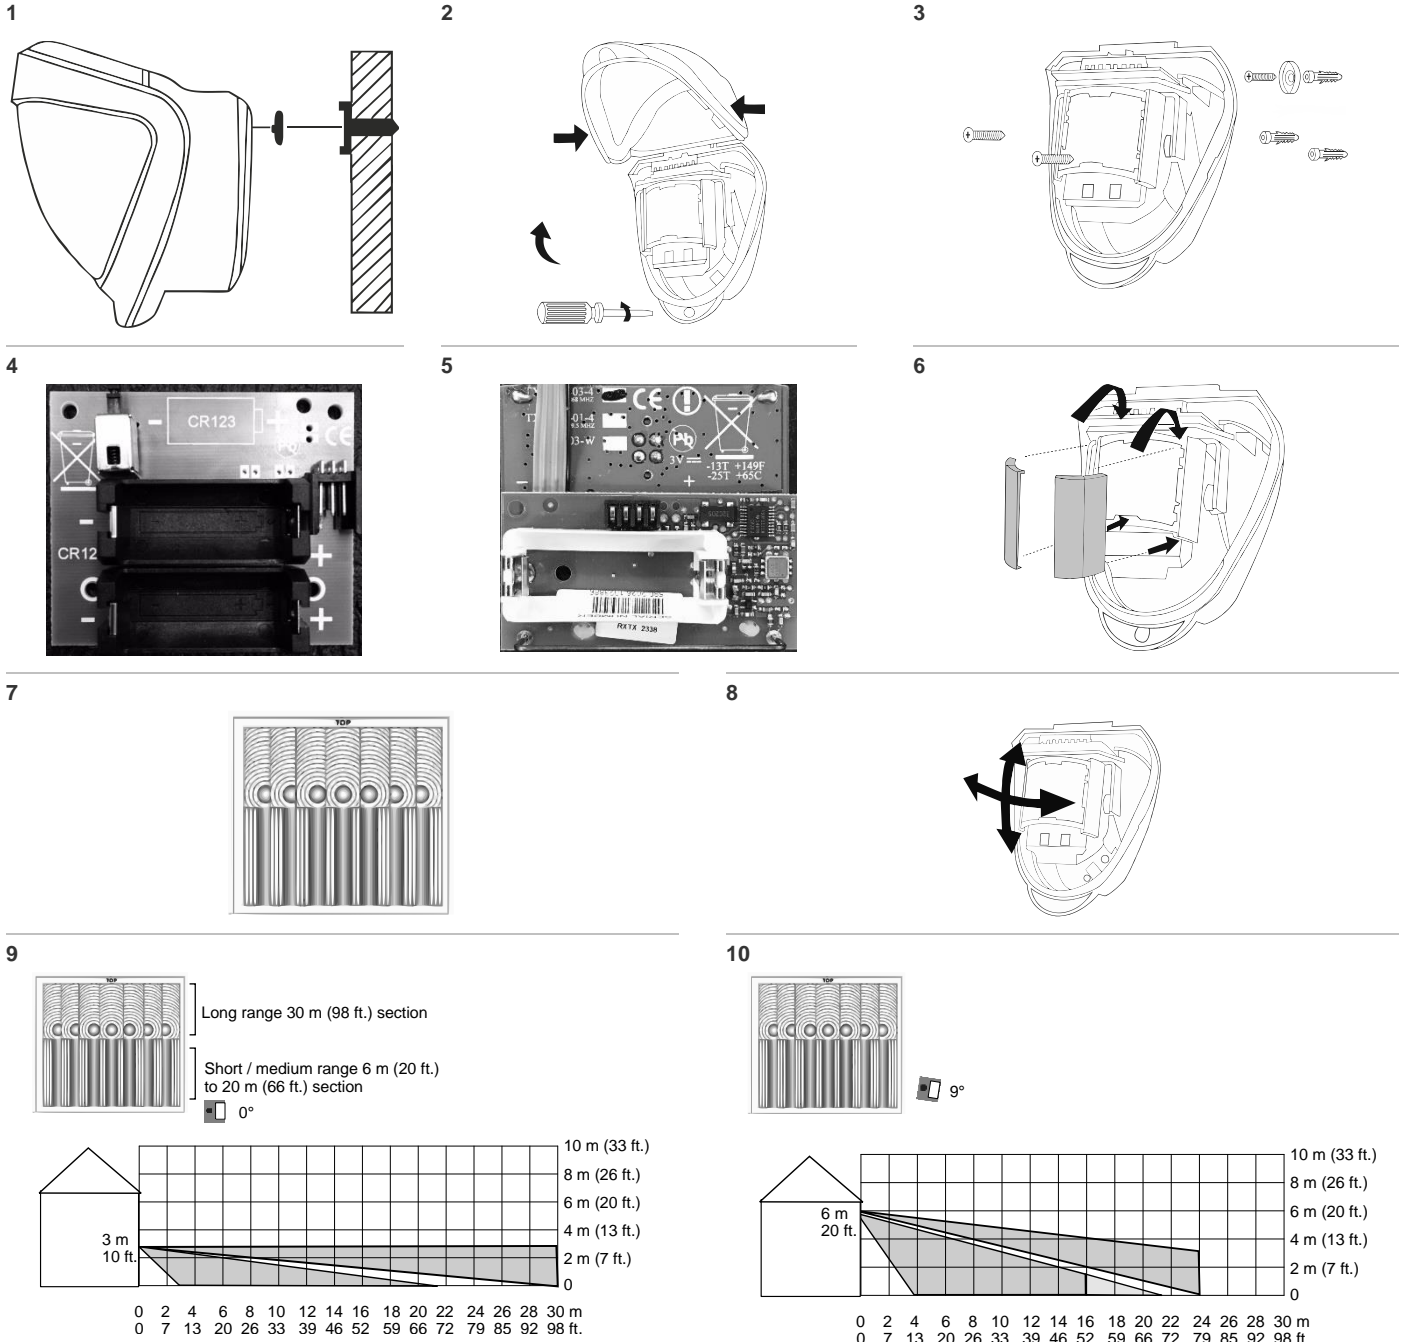 1
2
3
4
CR123
CR12
5
03-4
-01-4
03-W
Pb
3V
-13T +149F
-25T +65C
RXTX 2338
6
7
TOP
8
9
TOP
Long range 30 m (98 ft.) section
Short / medium range 6 m (20 ft.)
to 20 m (66 ft.) section
0°
10 m (33 ft.)
8 m (26 ft.)
6 m (20 ft.)
4 m (13 ft.)
2 m (7 ft.)
0
3 m
10 ft.
0 2 4 6 8 10 12 14 16 18 20 22 24 26 28 30 m
0 7 13 20 26 33 39 46 52 59 66 72 79 85 92 98 ft.
10
TOP
9°
10 m (33 ft.)
8 m (26 ft.)
6 m (20 ft.)
4 m (13 ft.)
2 m (7 ft.)
0
6 m
20 ft.
0 2 4 6 8 10 12 14 16 18 20 22 24 26 28 30 m
0 7 13 20 26 33 39 46 52 59 66 72 79 85 92 98 ft.